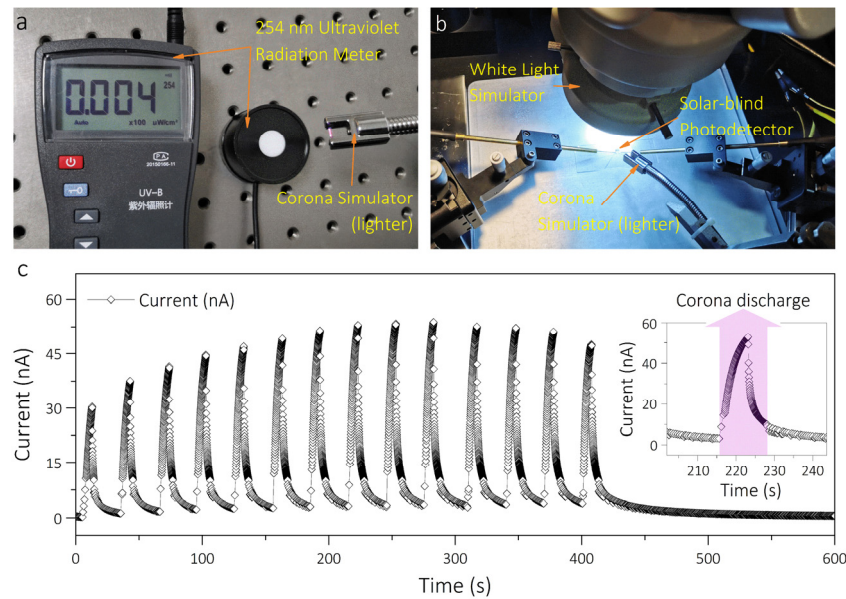 a
254 nm Ultraviolet
Radiation Meter
+H
254
0.004
Auto
x100
uW/cm²
P A
20150166-11
UV-B
紫外辐照计
Corona Simulator
(lighter)
b
White Light
Simulator
Solar-blind
Photodetector
Corona
Simulator (lighter)
c
Current (nA)
60
45
30
15
0
Current (nA)
0
100
200
300
400
500
600
Time (s)
Corona discharge
60
40
20
0
Current (nA)
210
220
230
240
Time (s)